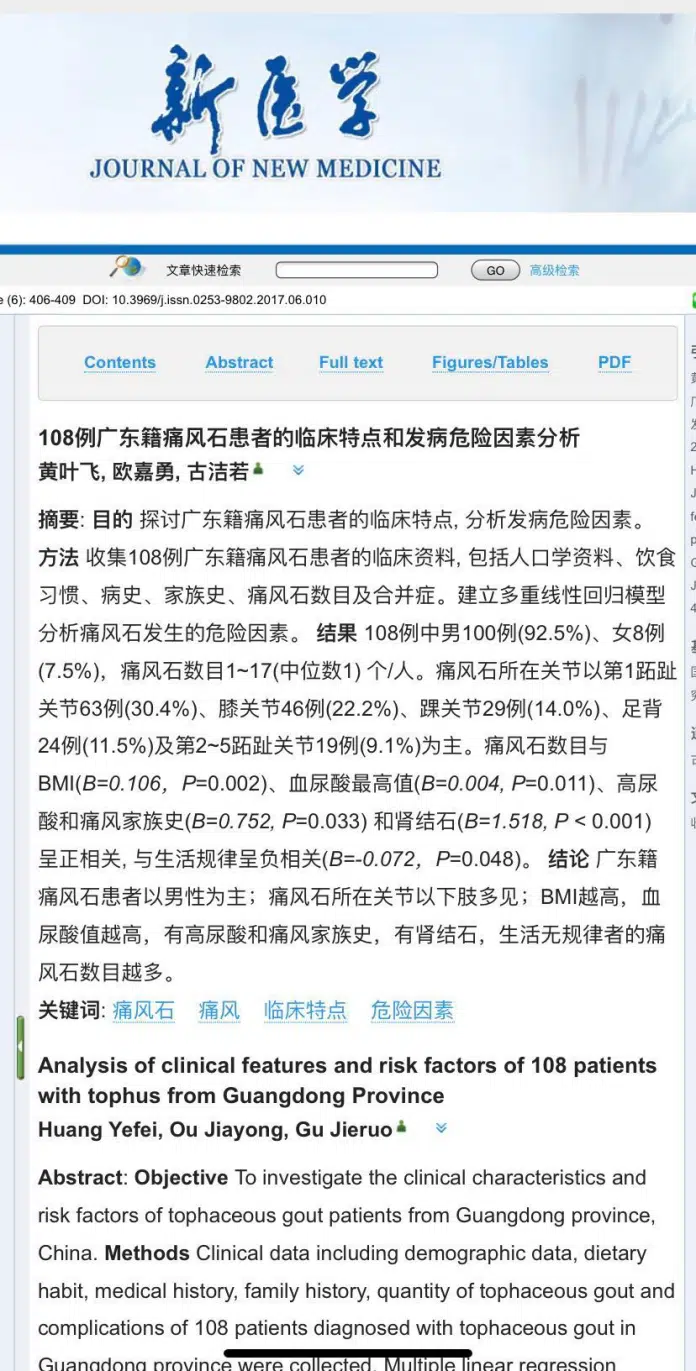 新医学
JOURNAL OF NEW MEDICINE
文章快速检索
GO
高级检索
e (6): 406-409 DOI: 10.3969/j.issn.0253-9802.2017.06.010
Contents Abstract Full text Figures/Tables PDF
108例广东籍痛风石患者的临床特点和发病危险因素分析
黄叶飞, 欧嘉勇, 古洁若
摘要: 目的 探讨广东籍痛风石患者的临床特点, 分析发病危险因素。
方法 收集108例广东籍痛风石患者的临床资料, 包括人口学资料、饮食
习惯、病史、家族史、痛风石数目及合并症。建立多重线性回归模型
分析痛风石发生的危险因素。 结果 108例中男100例(92.5%)、女8例
(7.5%)，痛风石数目1~17(中位数1) 个/人。痛风石所在关节以第1跖趾
关节63例(30.4%)、膝关节46例(22.2%)、踝关节29例(14.0%)、足背
24例(11.5%)及第2~5跖趾关节19例(9.1%)为主。痛风石数目与
BMI(B=0.106，P=0.002)、血尿酸最高值(B=0.004, P=0.011)、高尿
酸和痛风家族史(B=0.752, P=0.033) 和肾结石(B=1.518, P < 0.001)
呈正相关, 与生活规律呈负相关(B=-0.072，P=0.048)。 结论 广东籍
痛风石患者以男性为主；痛风石所在关节以下肢多见；BMI越高，血
尿酸值越高，有高尿酸和痛风家族史，有肾结石，生活无规律者的痛
风石数目越多。
关键词: 痛风石 痛风 临床特点 危险因素
Analysis of clinical features and risk factors of 108 patients
with tophus from Guangdong Province
Huang Yefei, Ou Jiayong, Gu Jieruo
Abstract: Objective To investigate the clinical characteristics and
risk factors of tophaceous gout patients from Guangdong province,
China. Methods Clinical data including demographic data, dietary
habit, medical history, family history, quantity of tophaceous gout and
complications of 108 patients diagnosed with tophaceous gout in
Guangdong province were collected. Multiple linear regression